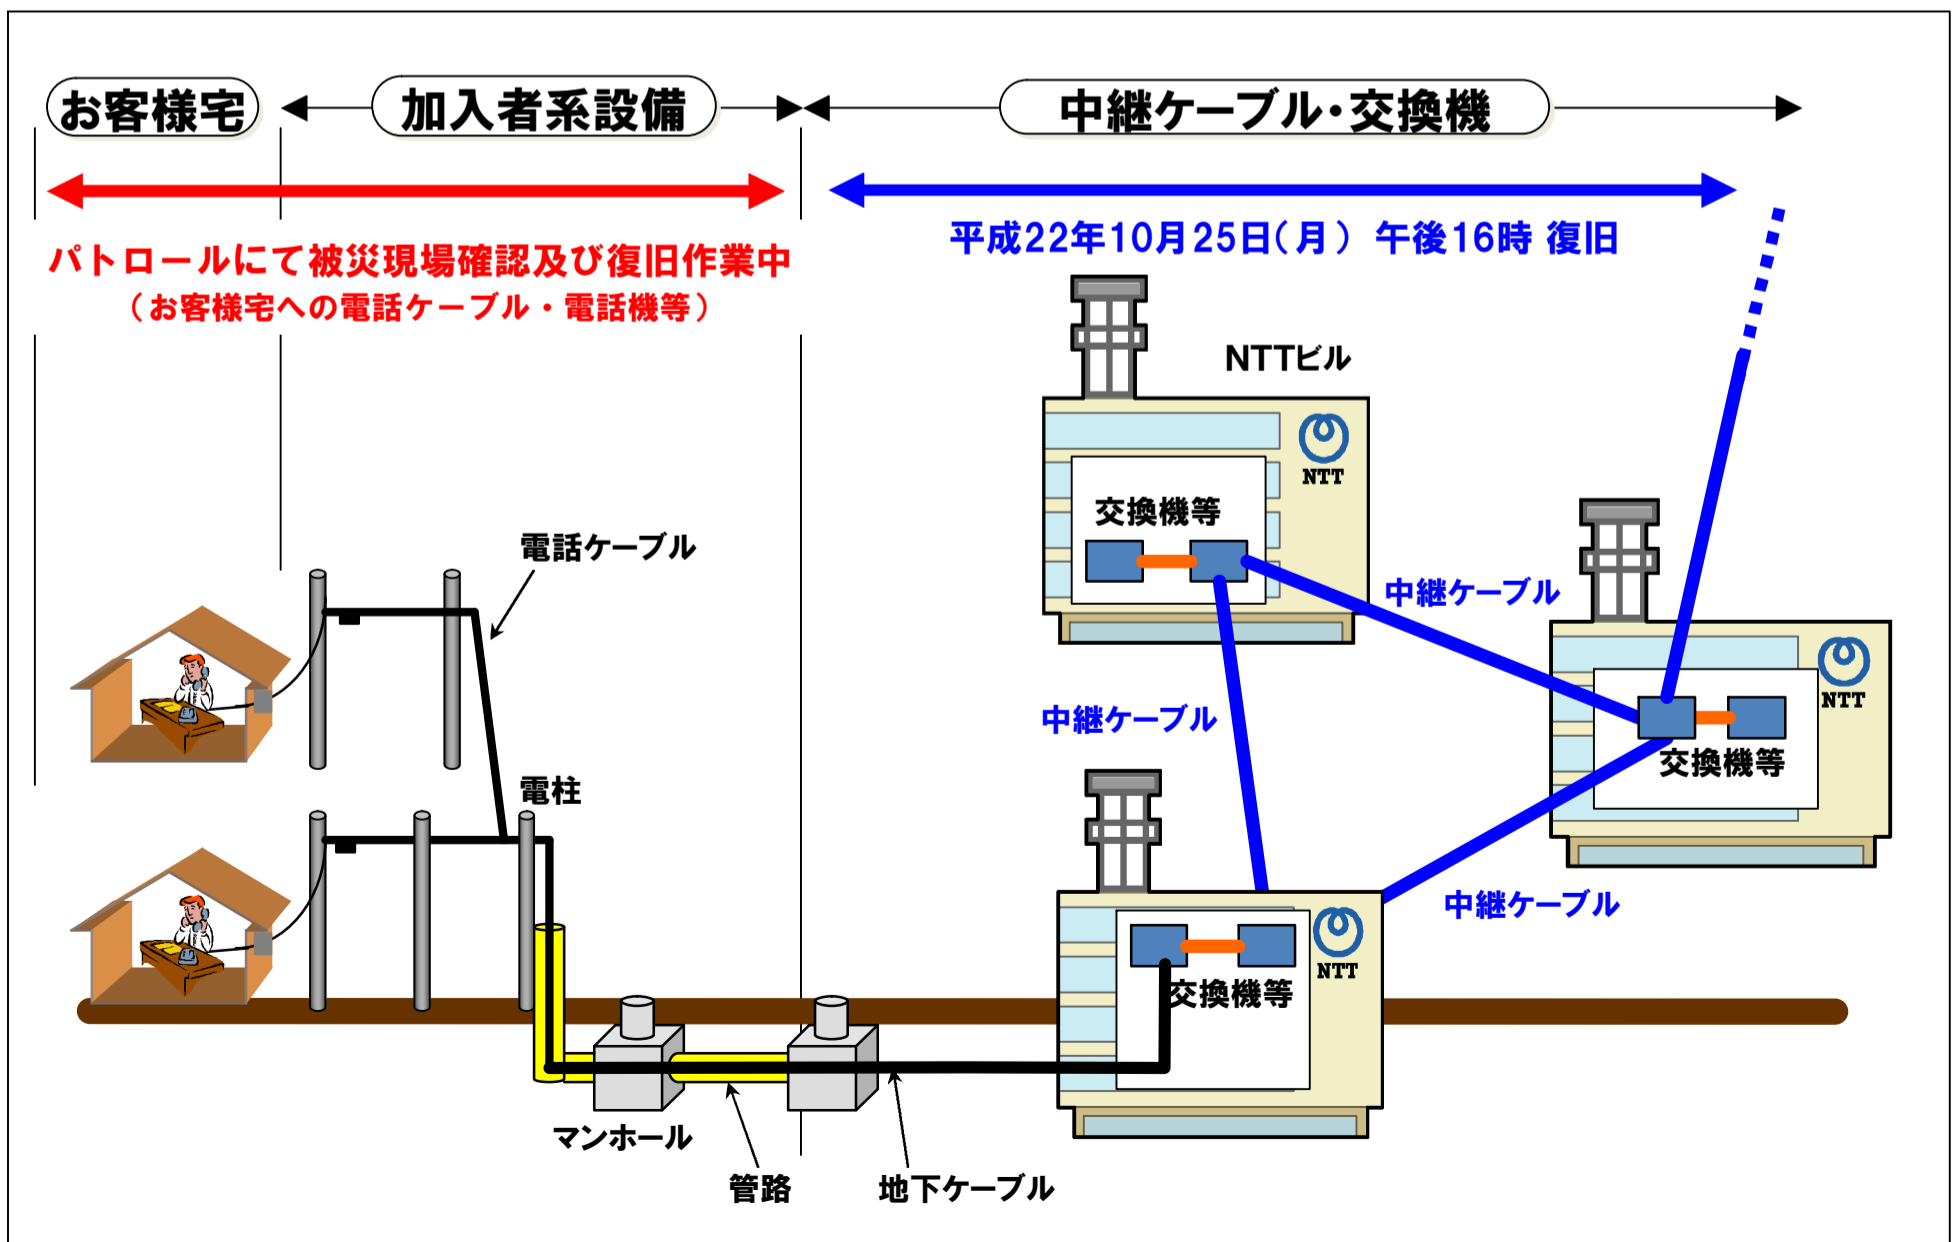 お客様宅
加入者系設備
中継ケーブル・交換機
パトロールにて被災現場確認及び復旧作業中
（お客様宅への電話ケーブル・電話機等）
平成22年10月25日（月） 午後16時 復旧
NTTビル
NTT
交換機等
電話ケーブル
中継ケーブル
NTT
交換機等
中継ケーブル
電柱
中継ケーブル
NTT
交換機等
マンホール
管路
地下ケーブル